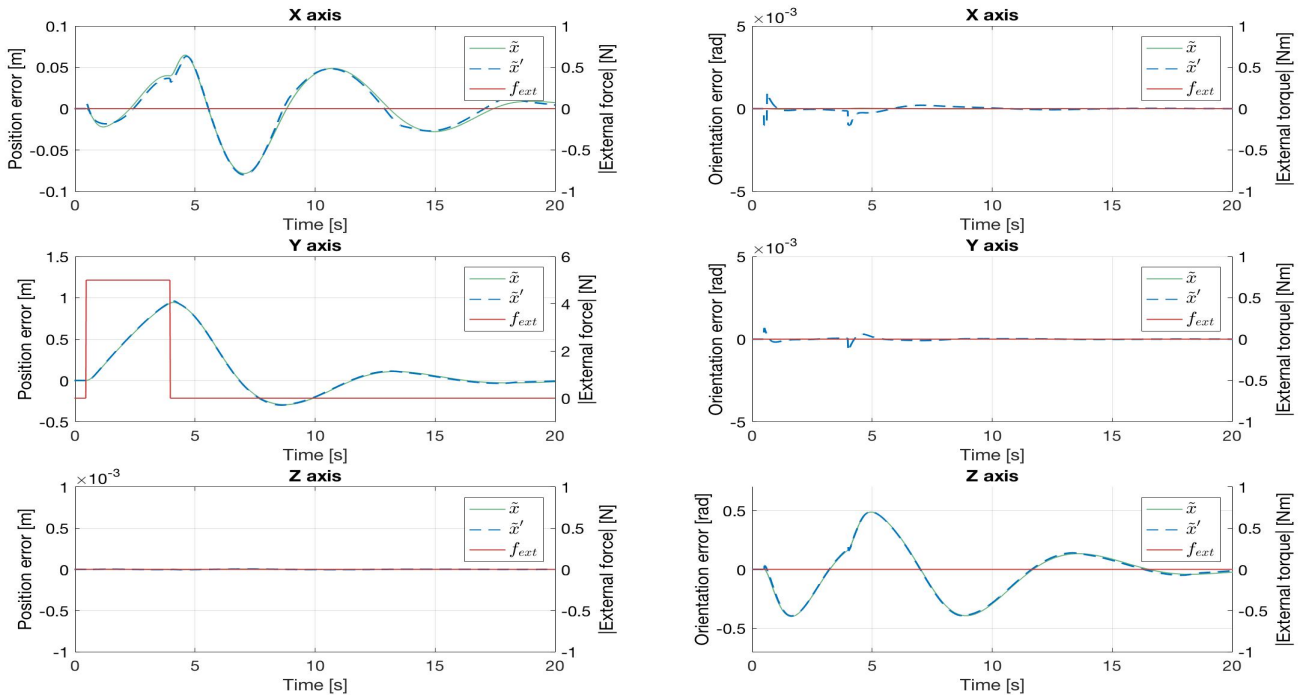 X axis
0.1
0.05
0
-0.05
-0.1
Position error [m]
1
0.5
0
-0.5
-1
|External force| [N]
x̃
x̃′
f_ext
0 5 10 15 20
Time [s]
X axis
×10⁻³
5
0
-5
Orientation error [rad]
1
0.5
0
-0.5
-1
|External torque| [Nm]
x̃
x̃′
f_ext
0 5 10 15 20
Time [s]
Y axis
1.5
1
0.5
0
-0.5
Position error [m]
6
4
2
0
|External force| [N]
x̃
x̃′
f_ext
0 5 10 15 20
Time [s]
Y axis
×10⁻³
5
0
-5
Orientation error [rad]
1
0.5
0
-0.5
-1
|External torque| [Nm]
x̃
x̃′
f_ext
0 5 10 15 20
Time [s]
Z axis
×10⁻³
1
0.5
0
-0.5
-1
Position error [m]
1
0.5
0
-0.5
-1
|External force| [N]
x̃
x̃′
f_ext
0 5 10 15 20
Time [s]
Z axis
0.5
0
-0.5
Orientation error [rad]
1
0.5
0
-0.5
-1
|External torque| [Nm]
x̃
x̃′
f_ext
0 5 10 15 20
Time [s]